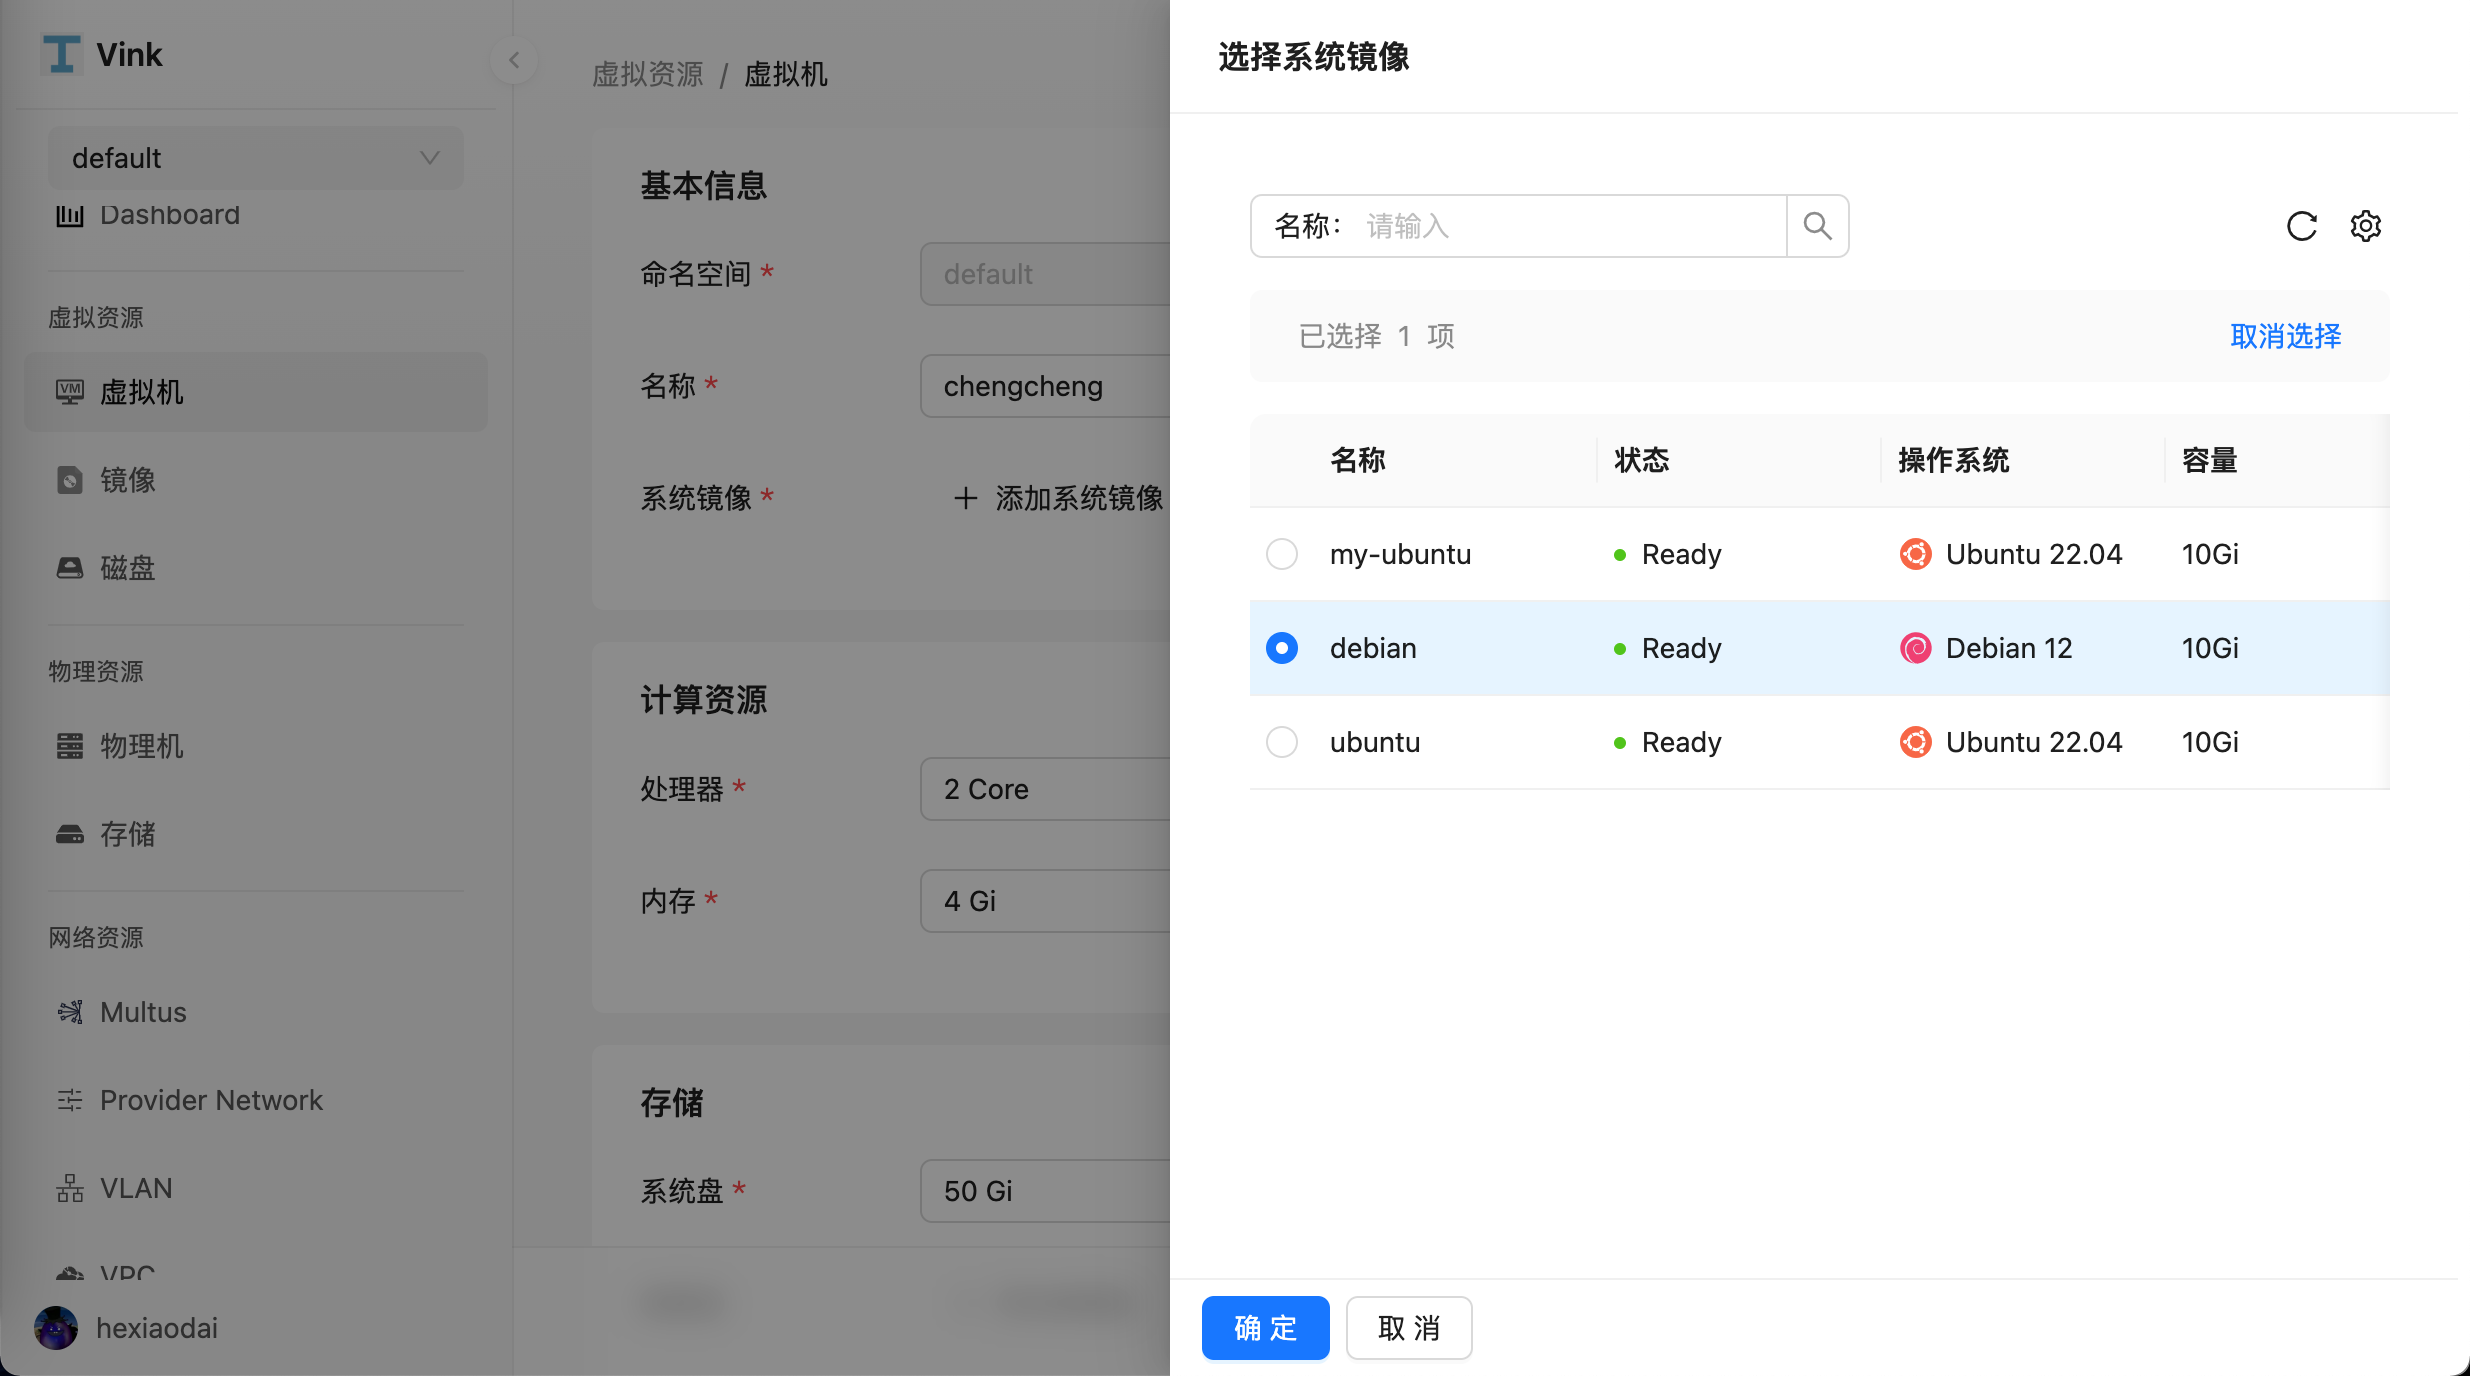 Vink
default
Dashboard
虚拟资源
虚拟机
镜像
磁盘
物理资源
物理机
存储
网络资源
Multus
Provider Network
VLAN
VPC
hexiaodai
虚拟资源 / 虚拟机
基本信息
命名空间 * default
名称 * chengcheng
系统镜像 * 添加系统镜像
计算资源
处理器 * 2 Core
内存 * 4 Gi
存储
系统盘 * 50 Gi
选择系统镜像
名称： 请输入
已选择 1 项 取消选择
名称 状态 操作系统 容量
my-ubuntu Ready Ubuntu 22.04 10Gi
debian Ready Debian 12 10Gi
ubuntu Ready Ubuntu 22.04 10Gi
确 定 取 消